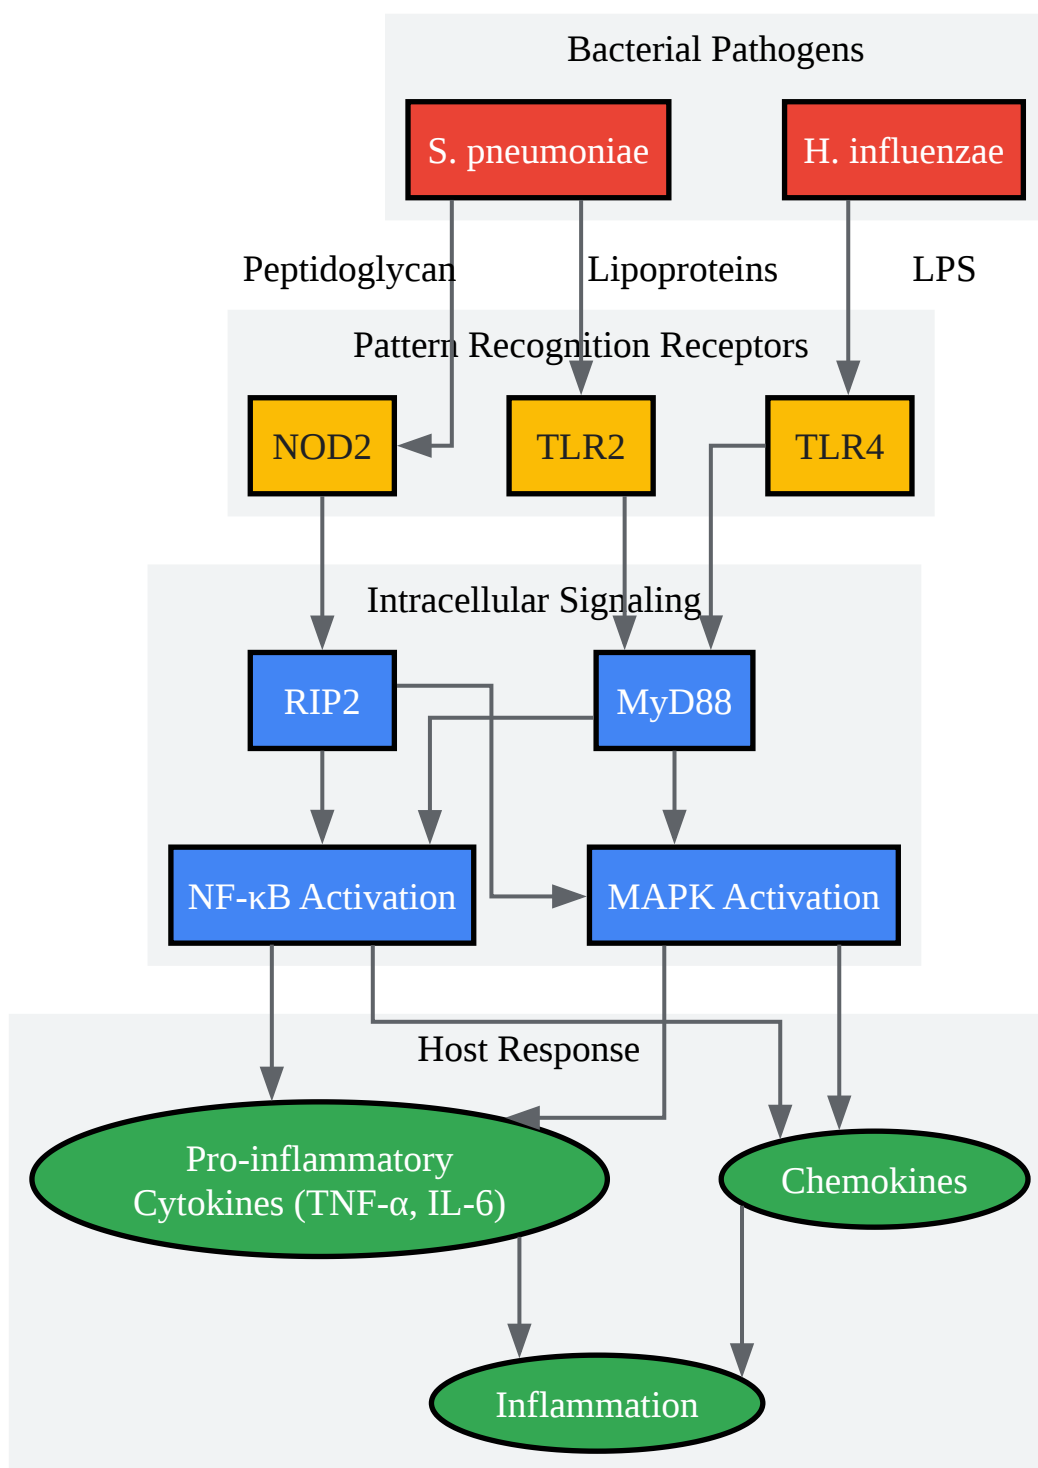 Bacterial Pathogens
S. pneumoniae
H. influenzae
Peptidoglycan
Lipoproteins
LPS
Pattern Recognition Receptors
NOD2
TLR2
TLR4
Intracellular Signaling
RIP2
MyD88
NF-κB Activation
MAPK Activation
Host Response
Pro-inflammatory
Cytokines (TNF-α, IL-6)
Chemokines
Inflammation